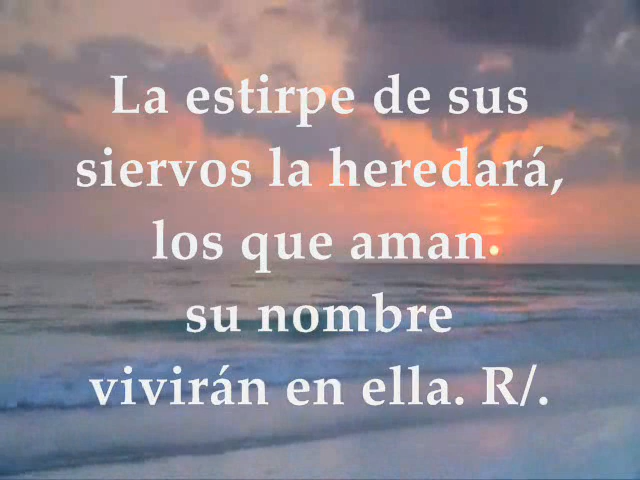 La estirpe de sus
siervos la heredará,
los que aman
su nombre
vivirán en ella. R/.